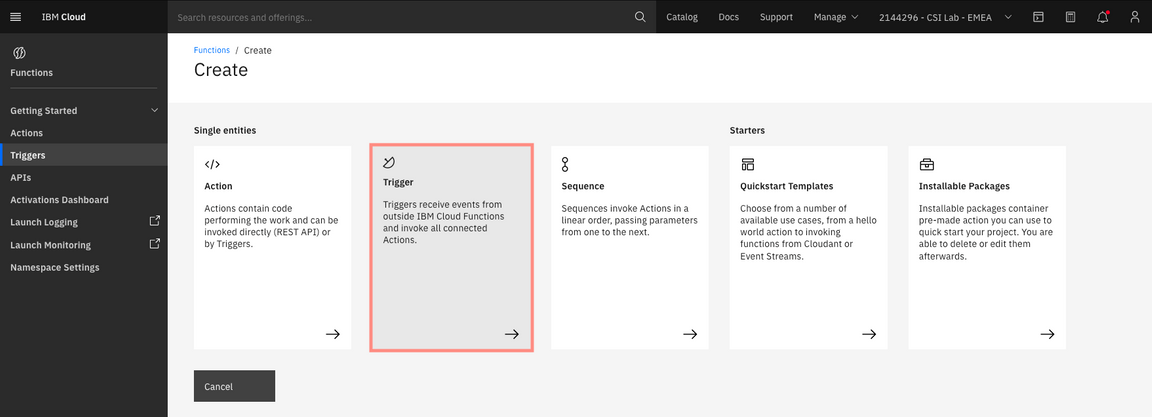 IBM Cloud
Search resources and offerings...
Catalog
Docs
Support
Manage
2144296 - CSI Lab - EMEA
Functions
Getting Started
Actions
Triggers
APIs
Activations Dashboard
Launch Logging
Launch Monitoring
Namespace Settings
Functions / Create
Create
Single entities
</>
Action
Actions contain code
performing the work and can be
invoked directly (REST API) or
by Triggers.
Trigger
Triggers receive events from
outside IBM Cloud Functions
and invoke all connected
Actions.
Sequence
Sequences invoke Actions in a
linear order, passing parameters
from one to the next.
Starters
Quickstart Templates
Choose from a number of
available use cases, from a hello
world action to invoking
functions from Cloudant or
Event Streams.
Installable Packages
Installable packages container
pre-made action you can use to
quick start your project. You are
able to delete or edit them
afterwards.
Cancel